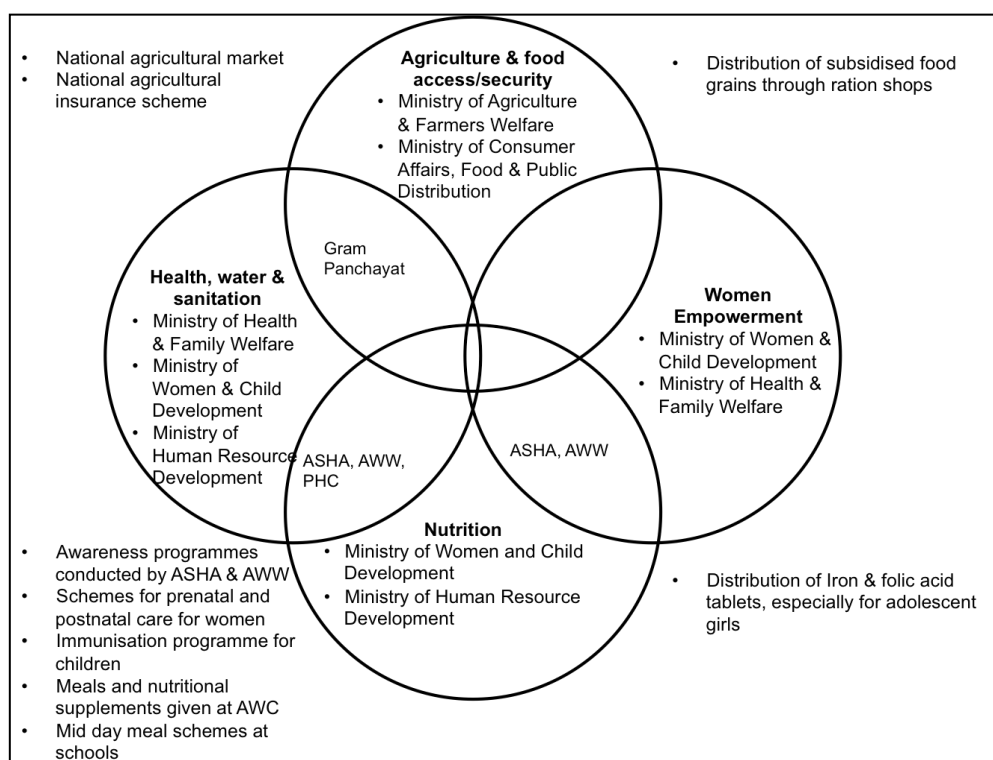 • National agricultural market
• National agricultural
insurance scheme
Agriculture & food
access/security
• Ministry of Agriculture
& Farmers Welfare
• Ministry of Consumer
Affairs, Food & Public
Distribution
• Distribution of subsidised food
grains through ration shops
Gram
Panchayat
Health, water &
sanitation
• Ministry of Health
& Family Welfare
• Ministry of
Women & Child
Development
• Ministry of
Human Resource
Development
Women
Empowerment
• Ministry of Women &
Child Development
• Ministry of Health &
Family Welfare
ASHA, AWW,
PHC
ASHA, AWW
Nutrition
• Ministry of Women and Child
Development
• Ministry of Human Resource
Development
• Awareness programmes
conducted by ASHA & AWW
• Schemes for prenatal and
postnatal care for women
• Immunisation programme for
children
• Meals and nutritional
supplements given at AWC
• Mid day meal schemes at
schools
• Distribution of Iron & folic acid
tablets, especially for adolescent
girls